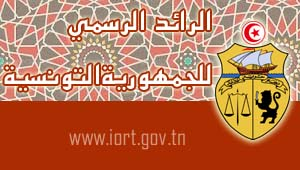 الرائد الرسمي
للجمهورية التونسية
www.iort.gov.tn